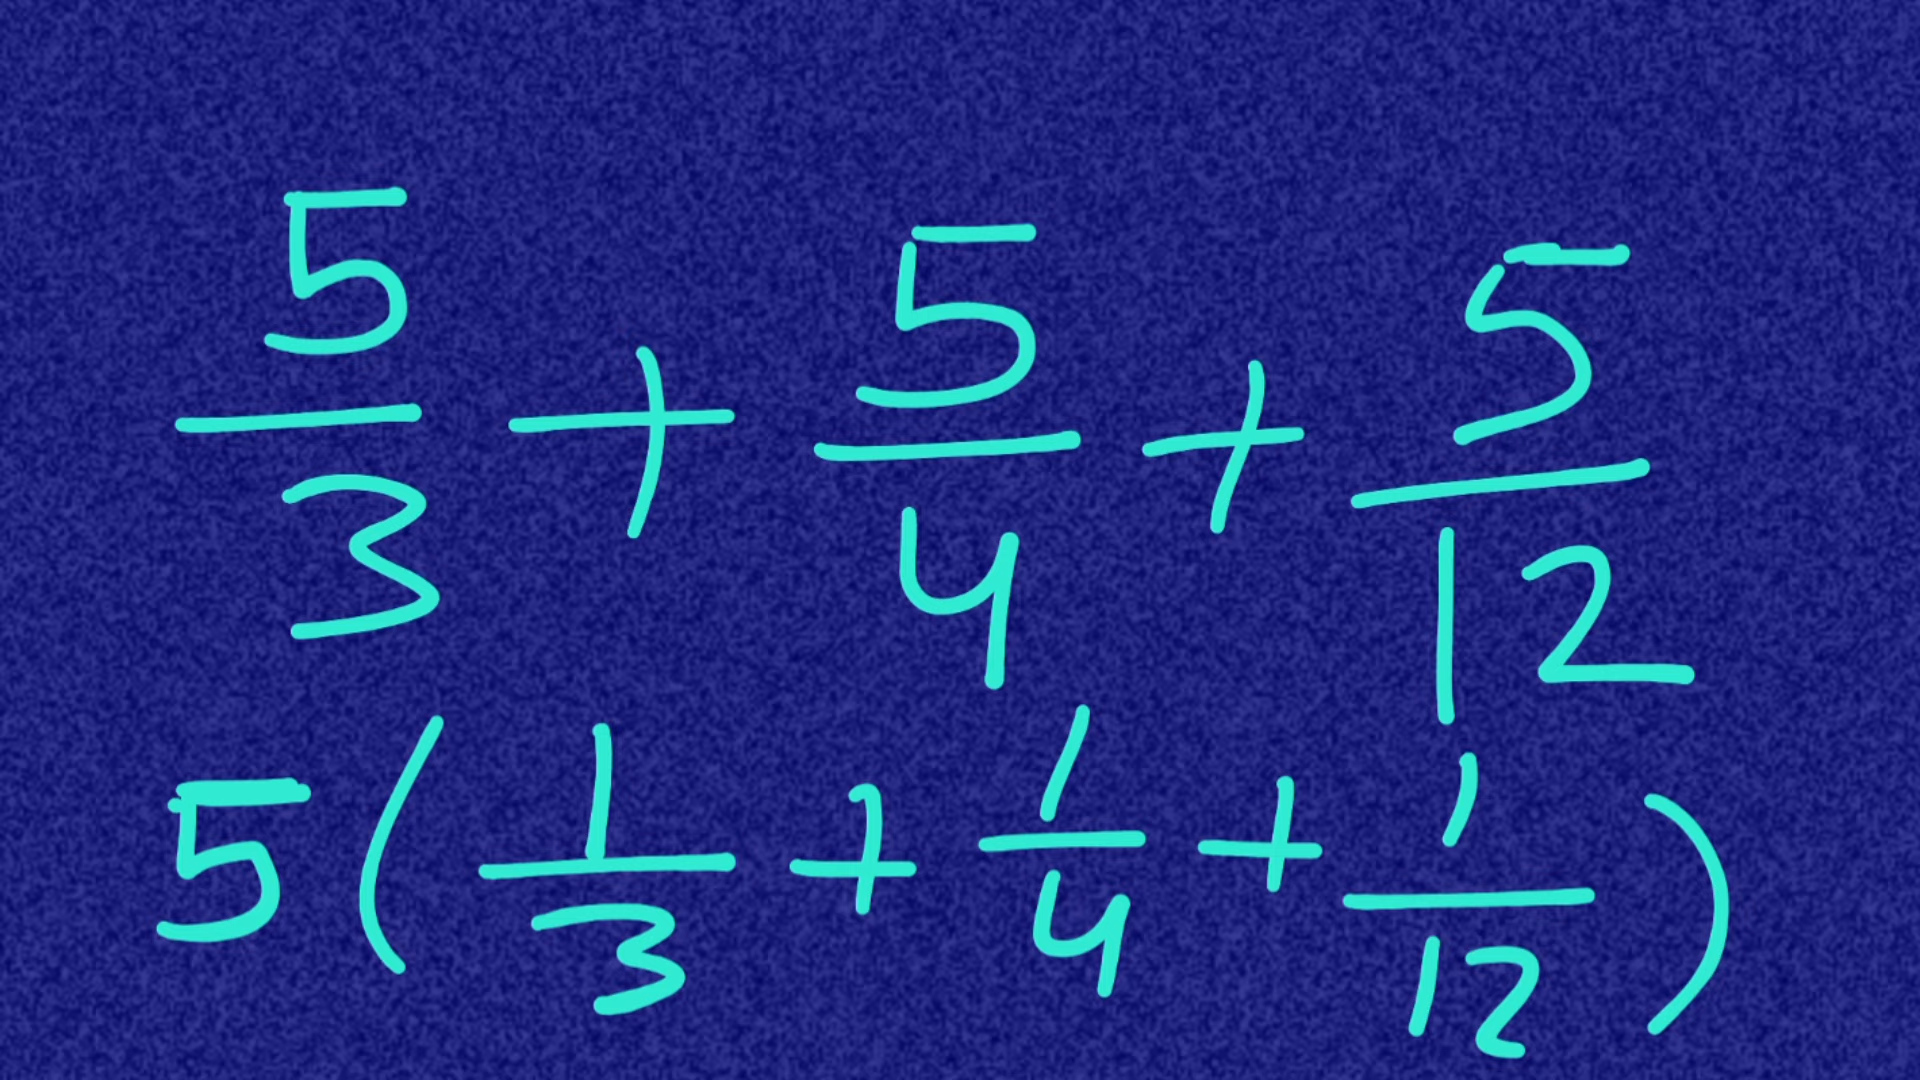 5/3 + 5/4 + 5/12
5(1/3 + 1/4 + 1/12)